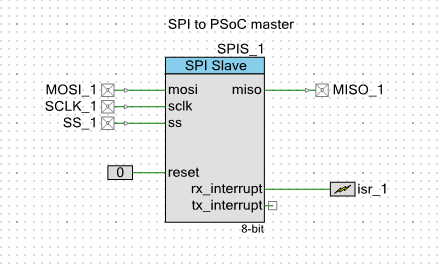 SPI to PSoC master
SPIS_1
SPI Slave
MOSI_1 mosi miso MISO_1
SCLK_1 sclk
SS_1 ss
0 reset
rx_interrupt isr_1
tx_interrupt
8-bit